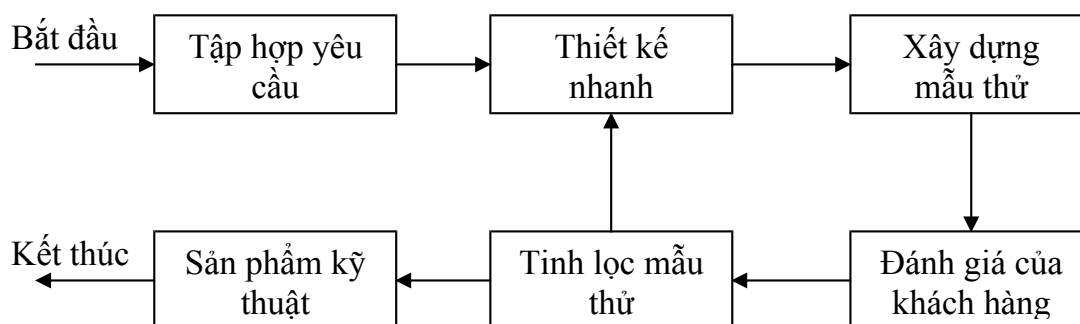 Bắt đầu
Tập hợp yêu
cầu
Thiết kế
nhanh
Xây dựng
mẫu thử
Kết thúc
Sản phẩm kỹ
thuật
Tinh lọc mẫu
thử
Đánh giá của
khách hàng